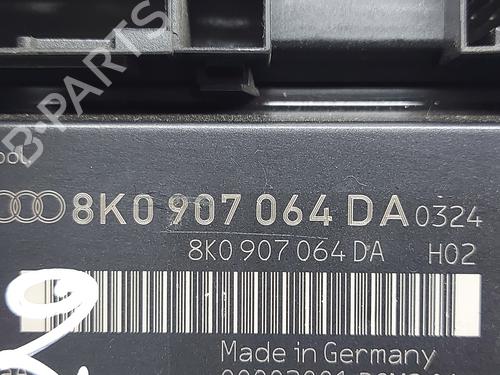 B-PARTS
8K0 907 064 DA 0324
8K0 907 064 DA H02
Made in Germany